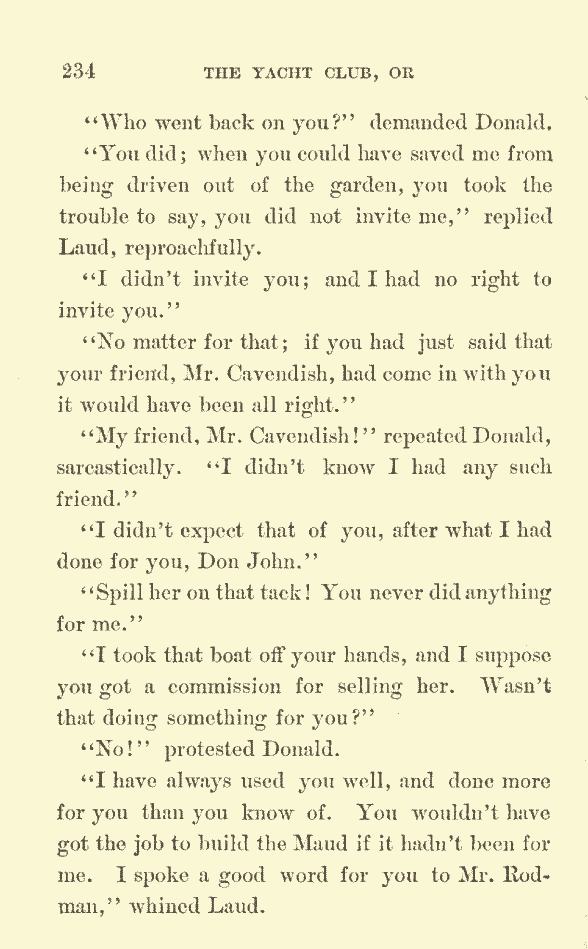 234 THE YACHT CLUB, OR
"Who went back on you?" demanded Donald.
"You did; when you could have saved me from
being driven out of the garden, you took the
trouble to say, you did not invite me," replied
Laud, reproachfully.
"I didn't invite you; and I had no right to
invite you."
"No matter for that; if you had just said that
your friend, Mr. Cavendish, had come in with you
it would have been all right."
"My friend, Mr. Cavendish!" repeated Donald,
sarcastically. "I didn't know I had any such
friend."
"I didn't expect that of you, after what I had
done for you, Don John."
"Spill her on that tack! You never did anything
for me."
"I took that boat off your hands, and I suppose
you got a commission for selling her. Wasn't
that doing something for you?"
"No!" protested Donald.
"I have always used you well, and done more
for you than you know of. You wouldn't have
got the job to build the Maud if it hadn't been for
me. I spoke a good word for you to Mr. Rod-
man," whined Laud.